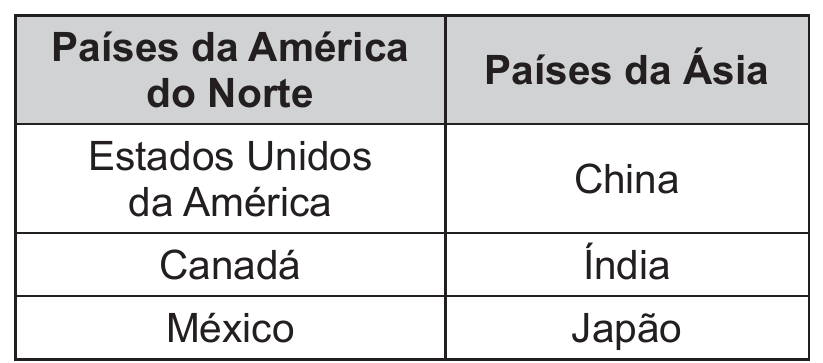 Países da América
do Norte
Países da Ásia
Estados Unidos
da América
China
Canadá
Índia
México
Japão